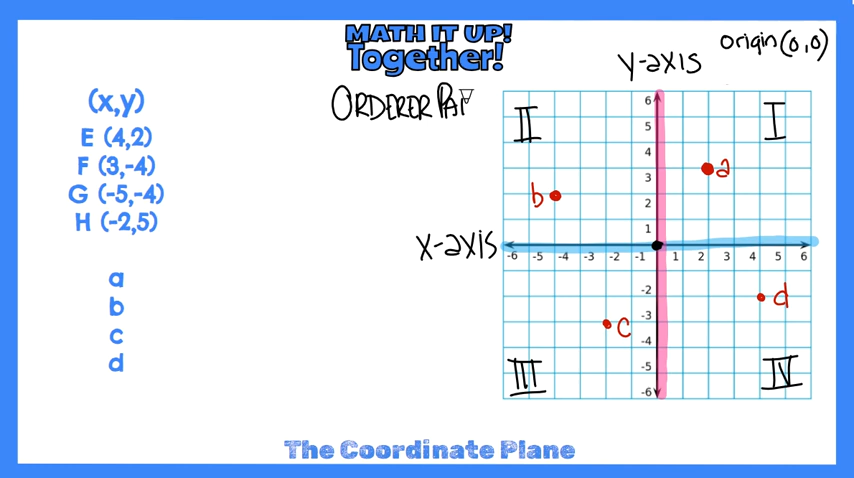 MATH IT UP!
Together!
origin (0,0)
y-axis
(x,y)
E (4,2)
F (3,-4)
G (-5,-4)
H (-2,5)
a
b
c
d
ORDERER PAI
II
I
6
5
4
3
2
1
a
b
x-axis
-6 -5 -4 -3 -2 -1 1 2 3 4 5 6
-2
-3
-4
-5
-6
d
c
III
IV
The Coordinate Plane